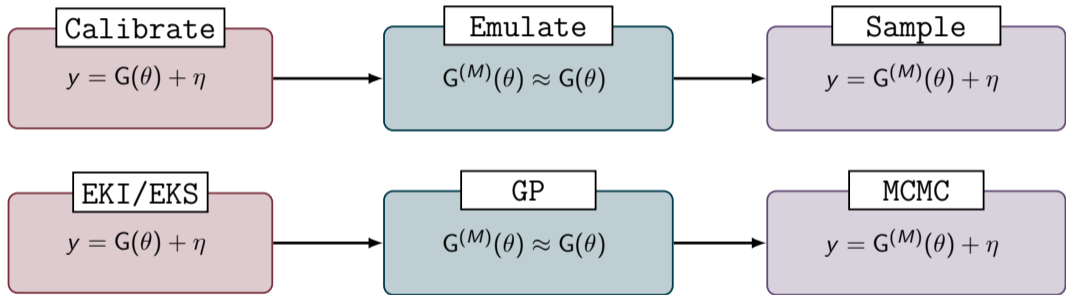 Calibrate
y = G(θ) + η
Emulate
G^(M)(θ) ≈ G(θ)
Sample
y = G^(M)(θ) + η
EKI/EKS
y = G(θ) + η
GP
G^(M)(θ) ≈ G(θ)
MCMC
y = G^(M)(θ) + η